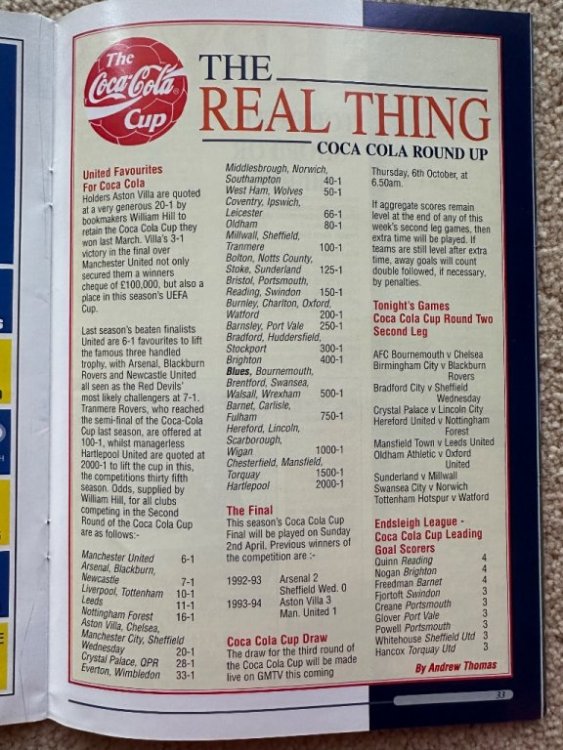 The
Coca-Cola
Cup
THE
REAL THING
COCA COLA ROUND UP
United Favourites
For Coca Cola
Holders Aston Villa are quoted
at a very generous 20-1 by
bookmakers William Hill to
retain the Coca Cola Cup they
won last March. Villa's 3-1
victory in the final over
Manchester United not only
secured them a winners
cheque of £100,000, but also a
place in this season's UEFA
Cup.
Last season's beaten finalists
United are 6-1 favourites to lift
the famous three handled
trophy, with Arsenal, Blackburn
Rovers and Newcastle United
all seen as the Red Devils'
most likely challengers at 7-1.
Tranmere Rovers, who reached
the semi-final of the Coca-Cola
Cup last season, are offered at
100-1, whilst managerless
Hartlepool United are quoted at
2000-1 to lift the cup in this,
the competitions thirty fifth
season. Odds, supplied by
William Hill, for all clubs
competing in the Second
Round of the Coca Cola Cup
are as follows:-
Manchester United 6-1
Arsenal, Blackburn,
Newcastle 7-1
Liverpool, Tottenham 10-1
Leeds 11-1
Nottingham Forest 16-1
Aston Villa, Chelsea,
Manchester City, Sheffield
Wednesday 20-1
Crystal Palace, QPR 28-1
Everton, Wimbledon 33-1
Middlesbrough, Norwich,
Southampton 40-1
West Ham, Wolves 50-1
Coventry, Ipswich,
Leicester 66-1
Oldham 80-1
Millwall, Sheffield,
Tranmere 100-1
Bolton, Notts County,
Stoke, Sunderland 125-1
Bristol, Portsmouth,
Reading, Swindon 150-1
Burnley, Charlton, Oxford,
Watford 200-1
Barnsley, Port Vale 250-1
Bradford, Huddersfield,
Stockport 300-1
Brighton 400-1
Blues, Bournemouth,
Brentford, Swansea,
Walsall, Wrexham 500-1
Barnet, Carlisle,
Fulham 750-1
Hereford, Lincoln,
Scarborough,
Wigan 1000-1
Chesterfield, Mansfield,
Torquay 1500-1
Hartlepool 2000-1
The Final
This season's Coca Cola Cup
Final will be played on Sunday
2nd April. Previous winners of
the competition are :-
1992-93 Arsenal 2
Sheffield Wed. 0
1993-94 Aston Villa 3
Man. United 1
Coca Cola Cup Draw
The draw for the third round of
the Coca Cola Cup will be made
live on GMTV this coming
Thursday, 6th October, at
6.50am.
If aggregate scores remain
level at the end of any of this
week's second leg games, then
extra time will be played. If
teams are still level after extra
time, away goals will count
double followed, if necessary,
by penalties.
Tonight's Games
Coca Cola Cup Round Two
Second Leg
AFC Bournemouth v Chelsea
Birmingham City v Blackburn
Rovers
Bradford City v Sheffield
Wednesday
Crystal Palace v Lincoln City
Hereford United v Nottingham
Forest
Mansfield Town v Leeds United
Oldham Athletic v Oxford
United
Sunderland v Millwall
Swansea City v Norwich
Tottenham Hotspur v Watford
Endsleigh League -
Coca Cola Cup Leading
Goal Scorers
Quinn Reading 4
Nogan Brighton 4
Freedman Barnet 4
Fjortoft Swindon 3
Creane Portsmouth 3
Glover Port Vale 3
Powell Portsmouth 3
Whitehouse Sheffield Utd 3
Hancox Torquay Utd 3
By Andrew Thomas
33